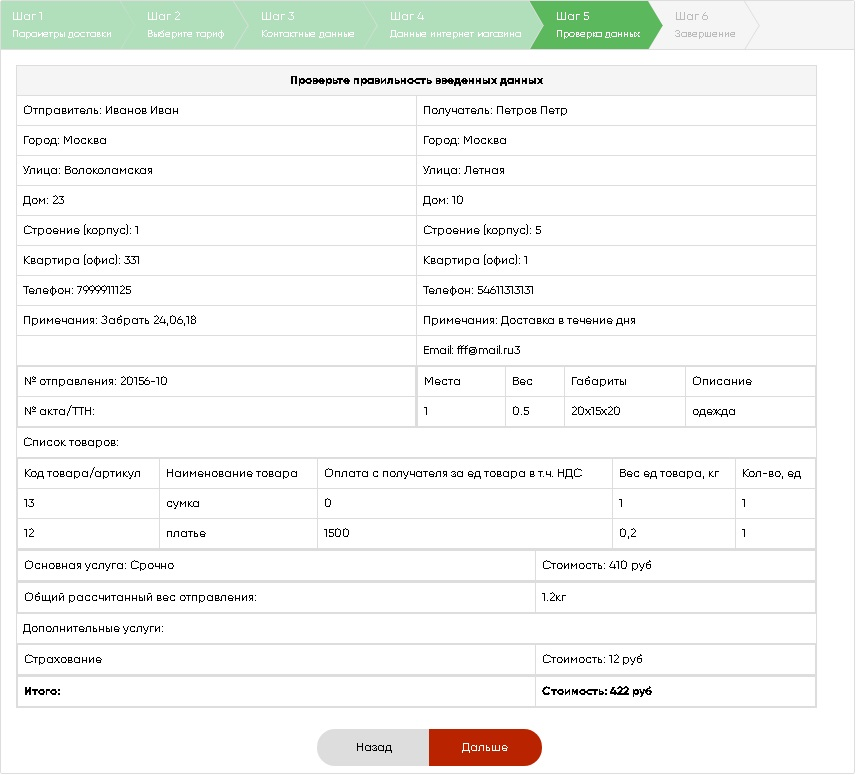 Шаг 1
Параметры доставки
Шаг 2
Выберите тариф
Шаг 3
Контактные данные
Шаг 4
Данные интернет магазина
Шаг 5
Проверка данных
Шаг 6
Завершение
Проверьте правильность введенных данных
Отправитель: Иванов Иван
Получатель: Петров Петр
Город: Москва
Город: Москва
Улица: Волоколамская
Улица: Летная
Дом: 23
Дом: 10
Строение (корпус): 1
Строение (корпус): 5
Квартира (офис): 331
Квартира (офис): 1
Телефон: 7999911125
Телефон: 54611313131
Примечания: Забрать 24,06,18
Примечания: Доставка в течение дня
Email: fff@mail.ru3
№ отправления: 20156-10
Места
Вес
Габариты
Описание
№ акта/ТТН:
1
0.5
20x15x20
одежда
Список товаров:
Код товара/артикул
Наименование товара
Оплата с получателя за ед товара в т.ч. НДС
Вес ед товара, кг
Кол-во, ед
13
сумка
0
1
1
12
платье
1500
0,2
1
Основная услуга: Срочно
Стоимость: 410 руб
Общий рассчитанный вес отправления:
1.2кг
Дополнительные услуги:
Страхование
Стоимость: 12 руб
Итого:
Стоимость: 422 руб
Назад
Дальше